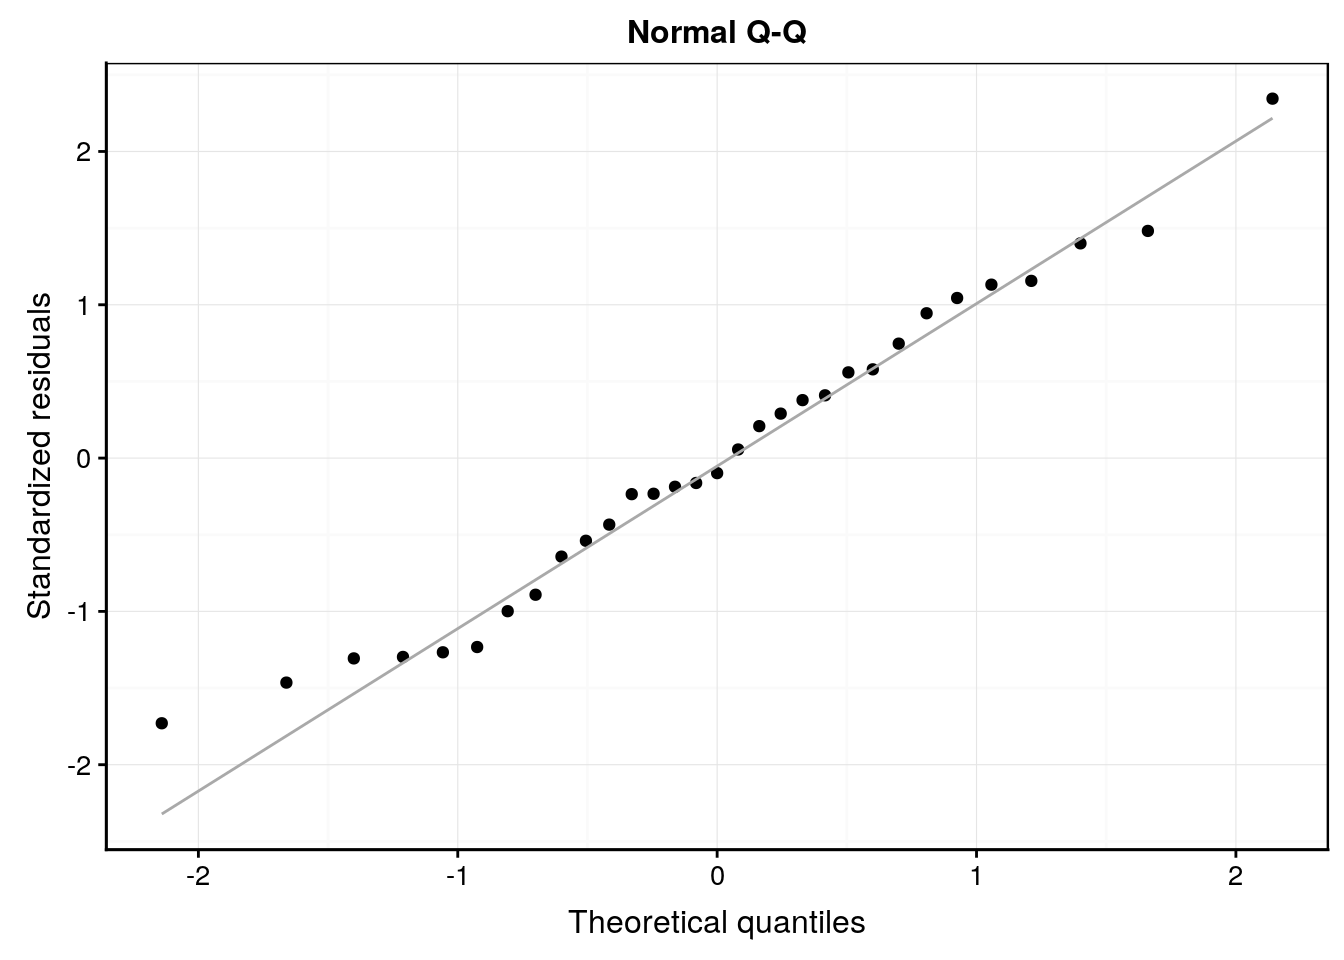 Normal Q-Q
2
1
0
-1
-2
Standardized residuals
-2 -1 0 1 2
Theoretical quantiles